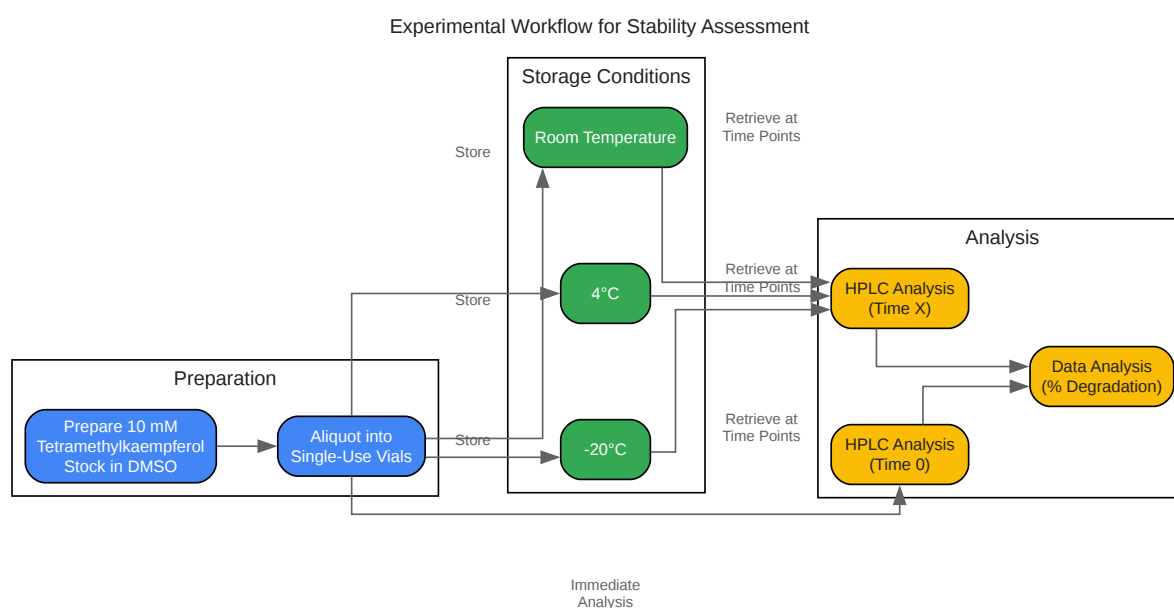 Experimental Workflow for Stability Assessment
Storage Conditions
Room Temperature
Retrieve at
Time Points
Store
Analysis
Retrieve at
Time Points
4°C
Store
HPLC Analysis
(Time X)
Preparation
Data Analysis
(% Degradation)
Prepare 10 mM
Tetramethylkaempferol
Stock in DMSO
Aliquot into
Single-Use Vials
Store
-20°C
Retrieve at
Time Points
HPLC Analysis
(Time 0)
Immediate
Analysis